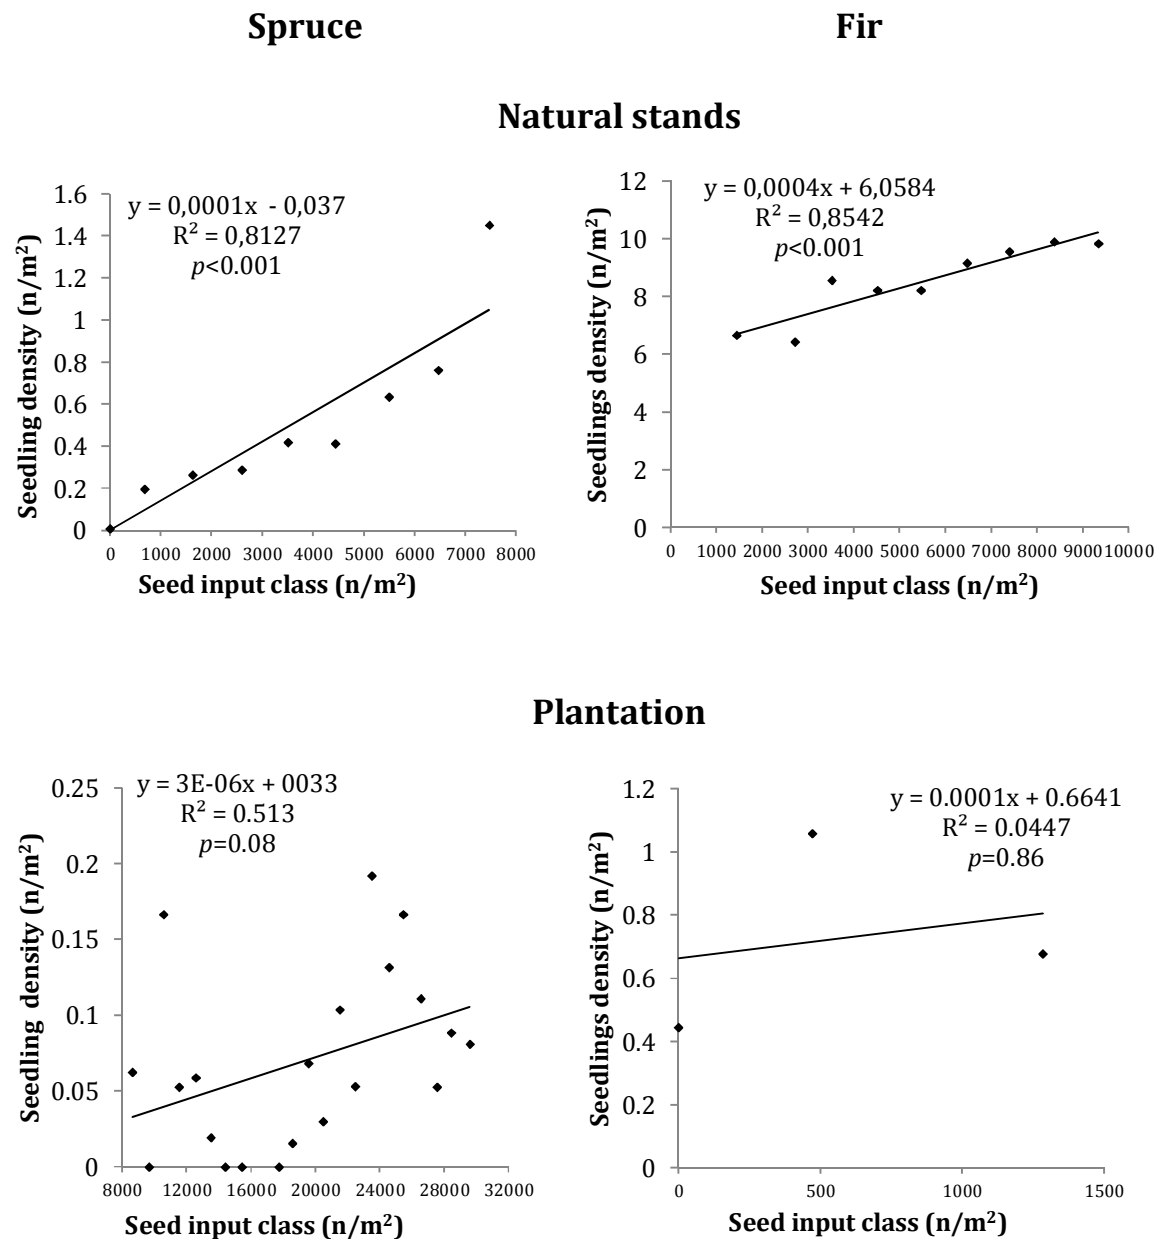 Spruce
Fir
Natural stands
y = 0,0001x - 0,037
R² = 0,8127
p<0.001
1.6
1.4
1.2
1
0.8
0.6
0.4
0.2
0
Seedling density (n/m²)
0 1000 2000 3000 4000 5000 6000 7000 8000
Seed input class (n/m²)
y = 0,0004x + 6,0584
R² = 0,8542
p<0.001
12
10
8
6
4
2
0
Seedlings density (n/m²)
0 1000 2000 3000 4000 5000 6000 7000 8000 9000 10000
Seed input class (n/m²)
Plantation
y = 3E-06x + 0033
R² = 0.513
p=0.08
0.25
0.2
0.15
0.1
0.05
0
Seedling density (n/m²)
8000 12000 16000 20000 24000 28000 32000
Seed input class (n/m²)
y = 0.0001x + 0.6641
R² = 0.0447
p=0.86
1.2
1
0.8
0.6
0.4
0.2
0
Seedlings density (n/m²)
0 500 1000 1500
Seed input class (n/m²)